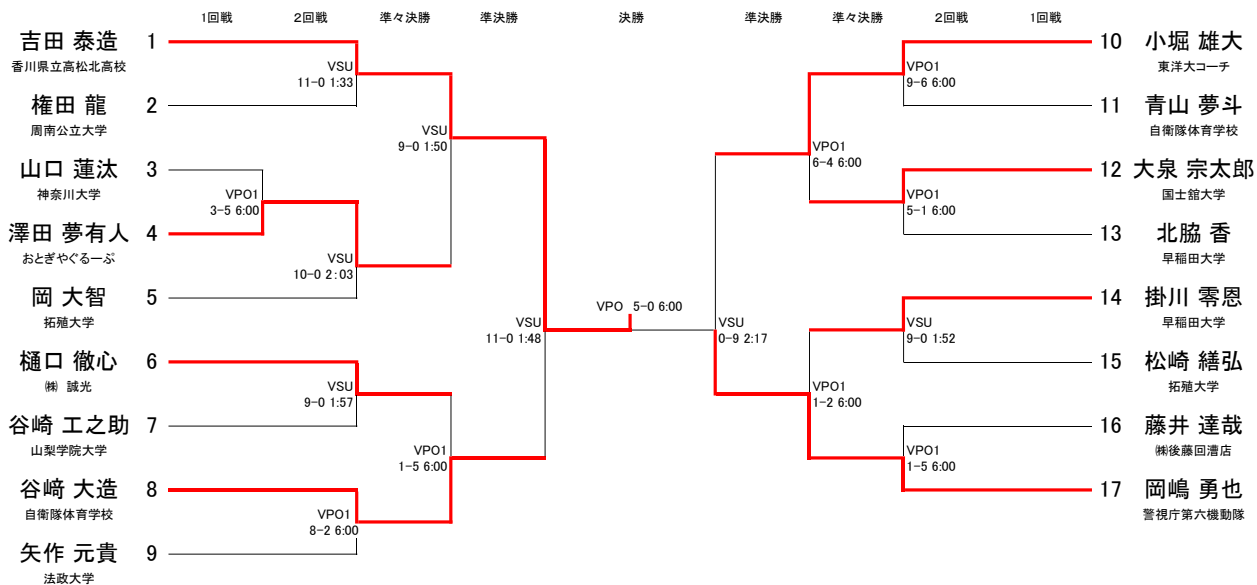 1回戦 2回戦 準々決勝 準決勝 決勝 準決勝 準々決勝 2回戦 1回戦
吉田 泰造 1
香川県立高松北高校
VSU
11-0 1:33
権田 龍 2
周南公立大学
VSU
9-0 1:50
山口 蓮汰 3
神奈川大学
VPO1
3-5 6:00
澤田 夢有人 4
おとぎやぐるーぷ
VSU
10-0 2:03
岡 大智 5
拓殖大学
VSU
11-0 1:48
樋口 徹心 6
㈱ 誠光
VSU
9-0 1:57
谷崎 工之助 7
山梨学院大学
VPO1
1-5 6:00
谷﨑 大造 8
自衛隊体育学校
VPO1
8-2 6:00
矢作 元貴 9
法政大学
VPO 5-0 6:00
10 小堀 雄大
東洋大コーチ
VPO1
9-6 6:00
11 青山 夢斗
自衛隊体育学校
VPO1
6-4 6:00
12 大泉 宗太郎
国士舘大学
VPO1
5-1 6:00
13 北脇 香
早稲田大学
VSU
0-9 2:17
14 掛川 零恩
早稲田大学
VSU
9-0 1:52
15 松崎 繕弘
拓殖大学
VPO1
1-2 6:00
16 藤井 達哉
㈱後藤回漕店
VPO1
1-5 6:00
17 岡嶋 勇也
警視庁第六機動隊